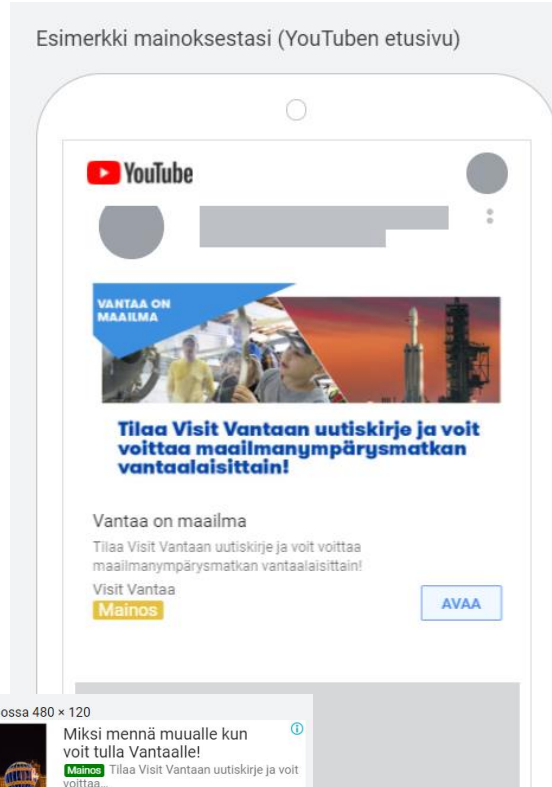 Esimerkki mainoksestasi (YouTuben etusivu)
YouTube
VANTAA ON
MAAILMA
Tilaa Visit Vantaan uutiskirje ja voit
voittaa maailmanympärysmatkan
vantaalaisittain!
Vantaa on maailma
Tilaa Visit Vantaan uutiskirje ja voit voittaa
maailmanympärysmatkan vantaalaisittain!
Visit Vantaa
Mainos
AVAA
ossa 480 × 120
Miksi mennä muualle kun
voit tulla Vantaalle!
Mainos Tilaa Visit Vantaan uutiskirje ja voit
voittaa...